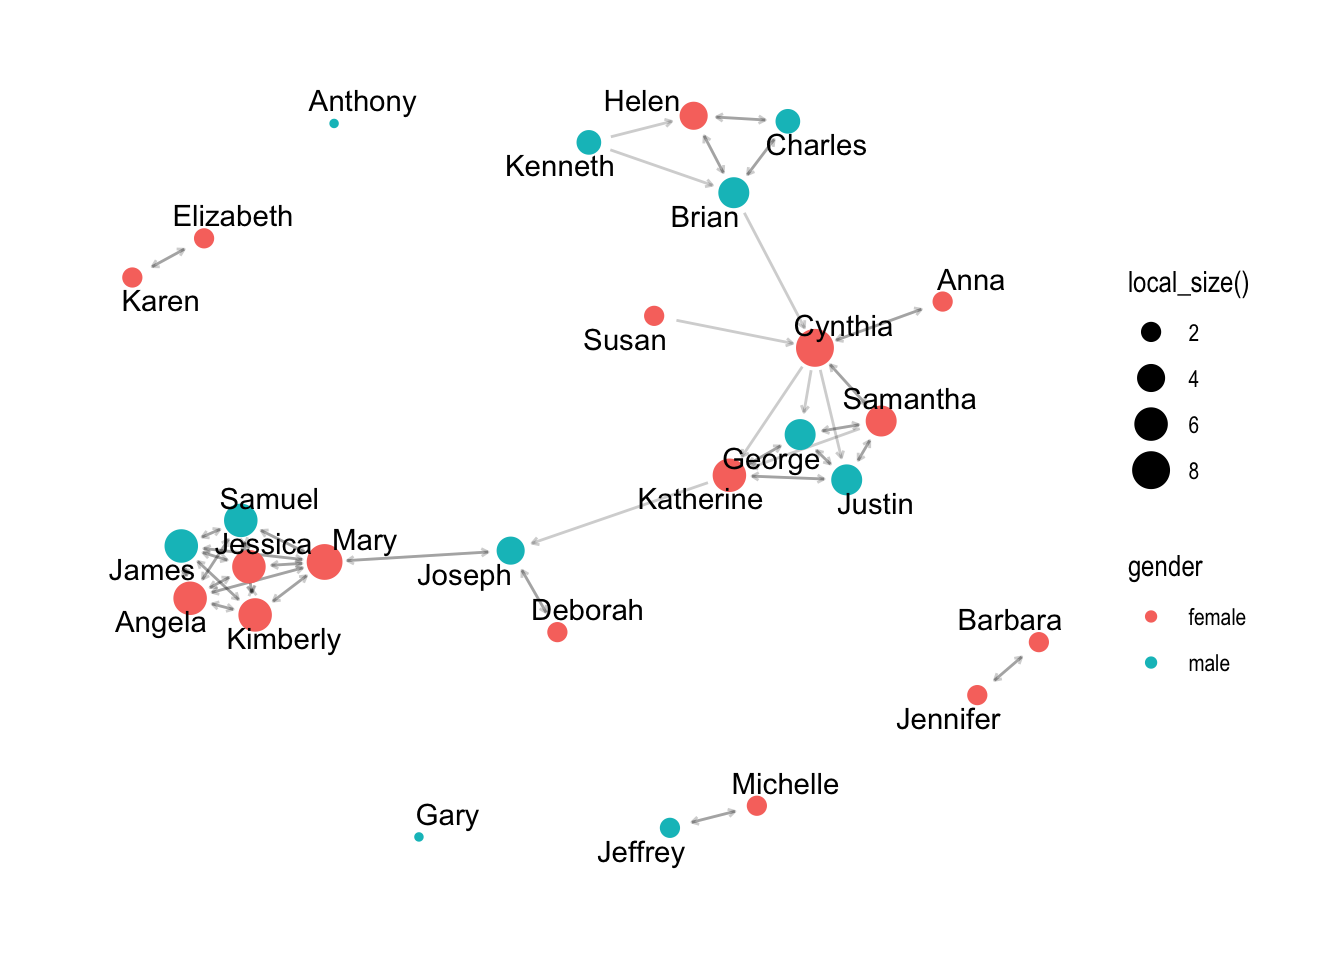 Anthony
Helen
Charles
Kenneth
Elizabeth
Brian
Karen
Anna
Cynthia
Susan
Samantha
George
Katherine
Justin
Samuel
Jessica
Mary
James
Joseph
Angela
Kimberly
Deborah
Barbara
Jennifer
Michelle
Gary
Jeffrey
local_size()
2
4
6
8
gender
female
male